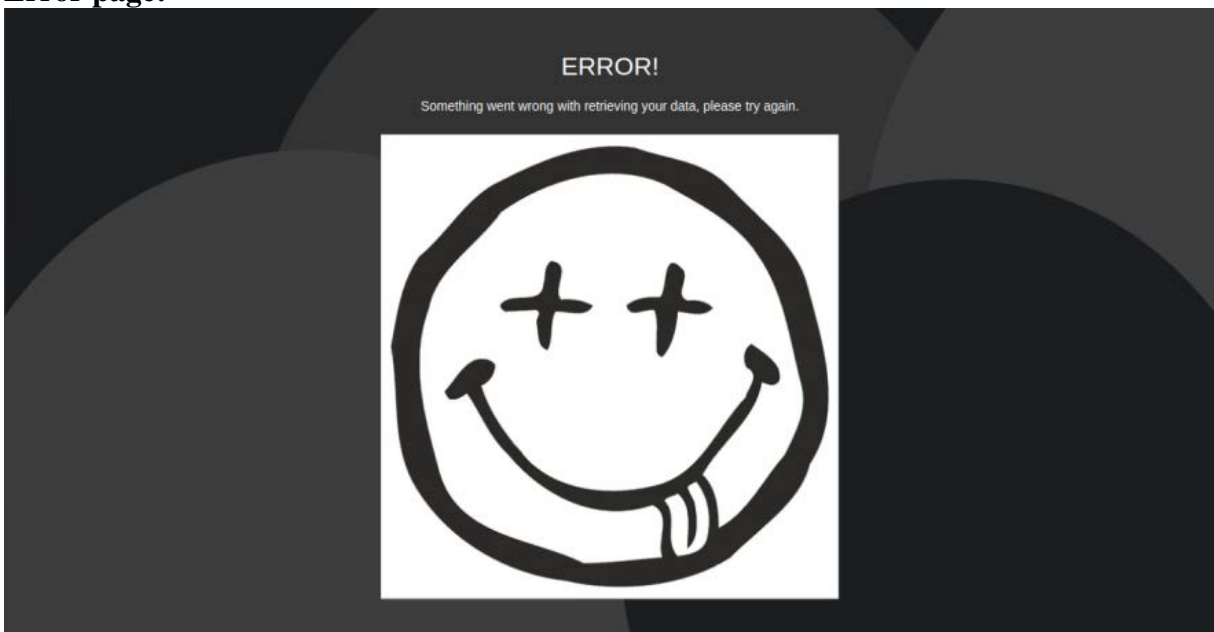 Error page:
ERROR!
Something went wrong with retrieving your data, please try again.